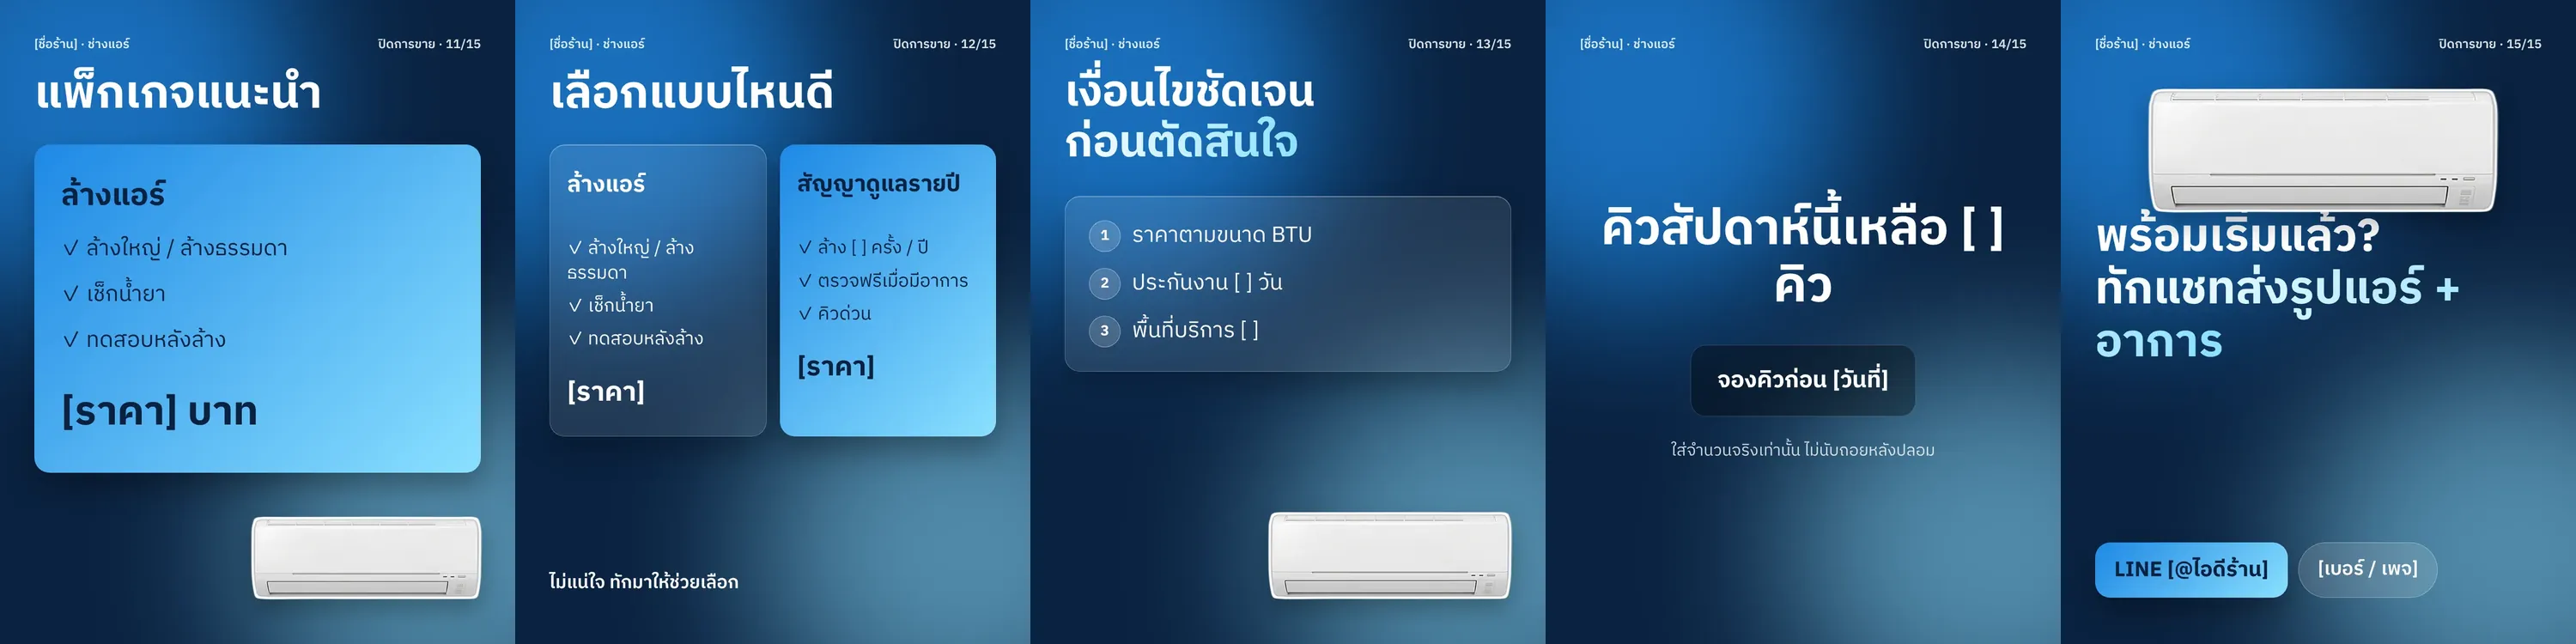 [ชื่อร้าน] · ช่างแอร์
ปิดการขาย · 11/15
แพ็กเกจแนะนำ
ล้างแอร์
✓ ล้างใหญ่ / ล้างธรรมดา
✓ เช็กน้ำยา
✓ ทดสอบหลังล้าง
[ราคา] บาท
[ชื่อร้าน] · ช่างแอร์
ปิดการขาย · 12/15
เลือกแบบไหนดี
ล้างแอร์
✓ ล้างใหญ่ / ล้าง
ธรรมดา
✓ เช็กน้ำยา
✓ ทดสอบหลังล้าง
[ราคา]
สัญญาดูแลรายปี
✓ ล้าง [ ] ครั้ง / ปี
✓ ตรวจฟรีเมื่อมีอาการ
✓ คิวด่วน
[ราคา]
ไม่แน่ใจ ทักมาให้ช่วยเลือก
[ชื่อร้าน] · ช่างแอร์
ปิดการขาย · 13/15
เงื่อนไขชัดเจน
ก่อนตัดสินใจ
1 ราคาตามขนาด BTU
2 ประกันงาน [ ] วัน
3 พื้นที่บริการ [ ]
[ชื่อร้าน] · ช่างแอร์
ปิดการขาย · 14/15
คิวสัปดาห์นี้เหลือ [ ]
คิว
จองคิวก่อน [วันที่]
ใส่จำนวนจริงเท่านั้น ไม่นับถอยหลังปลอม
[ชื่อร้าน] · ช่างแอร์
ปิดการขาย · 15/15
พร้อมเริ่มแล้ว?
ทักแชทส่งรูปแอร์ +
อาการ
LINE [@ไอดีร้าน]
[เบอร์ / เพจ]